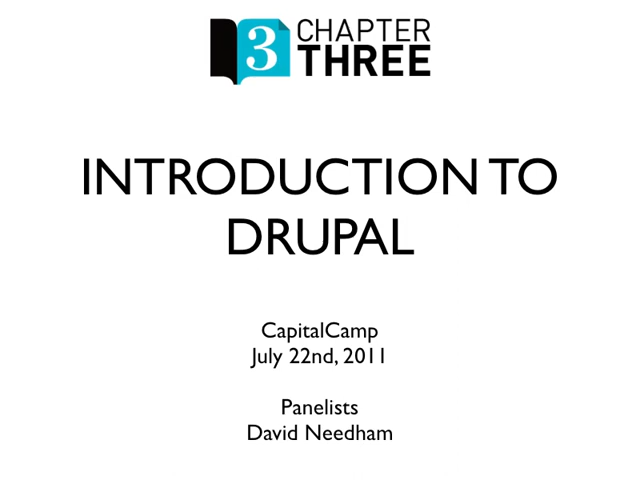 3 CHAPTER
THREE
INTRODUCTION TO
DRUPAL
CapitalCamp
July 22nd, 2011
Panelists
David Needham